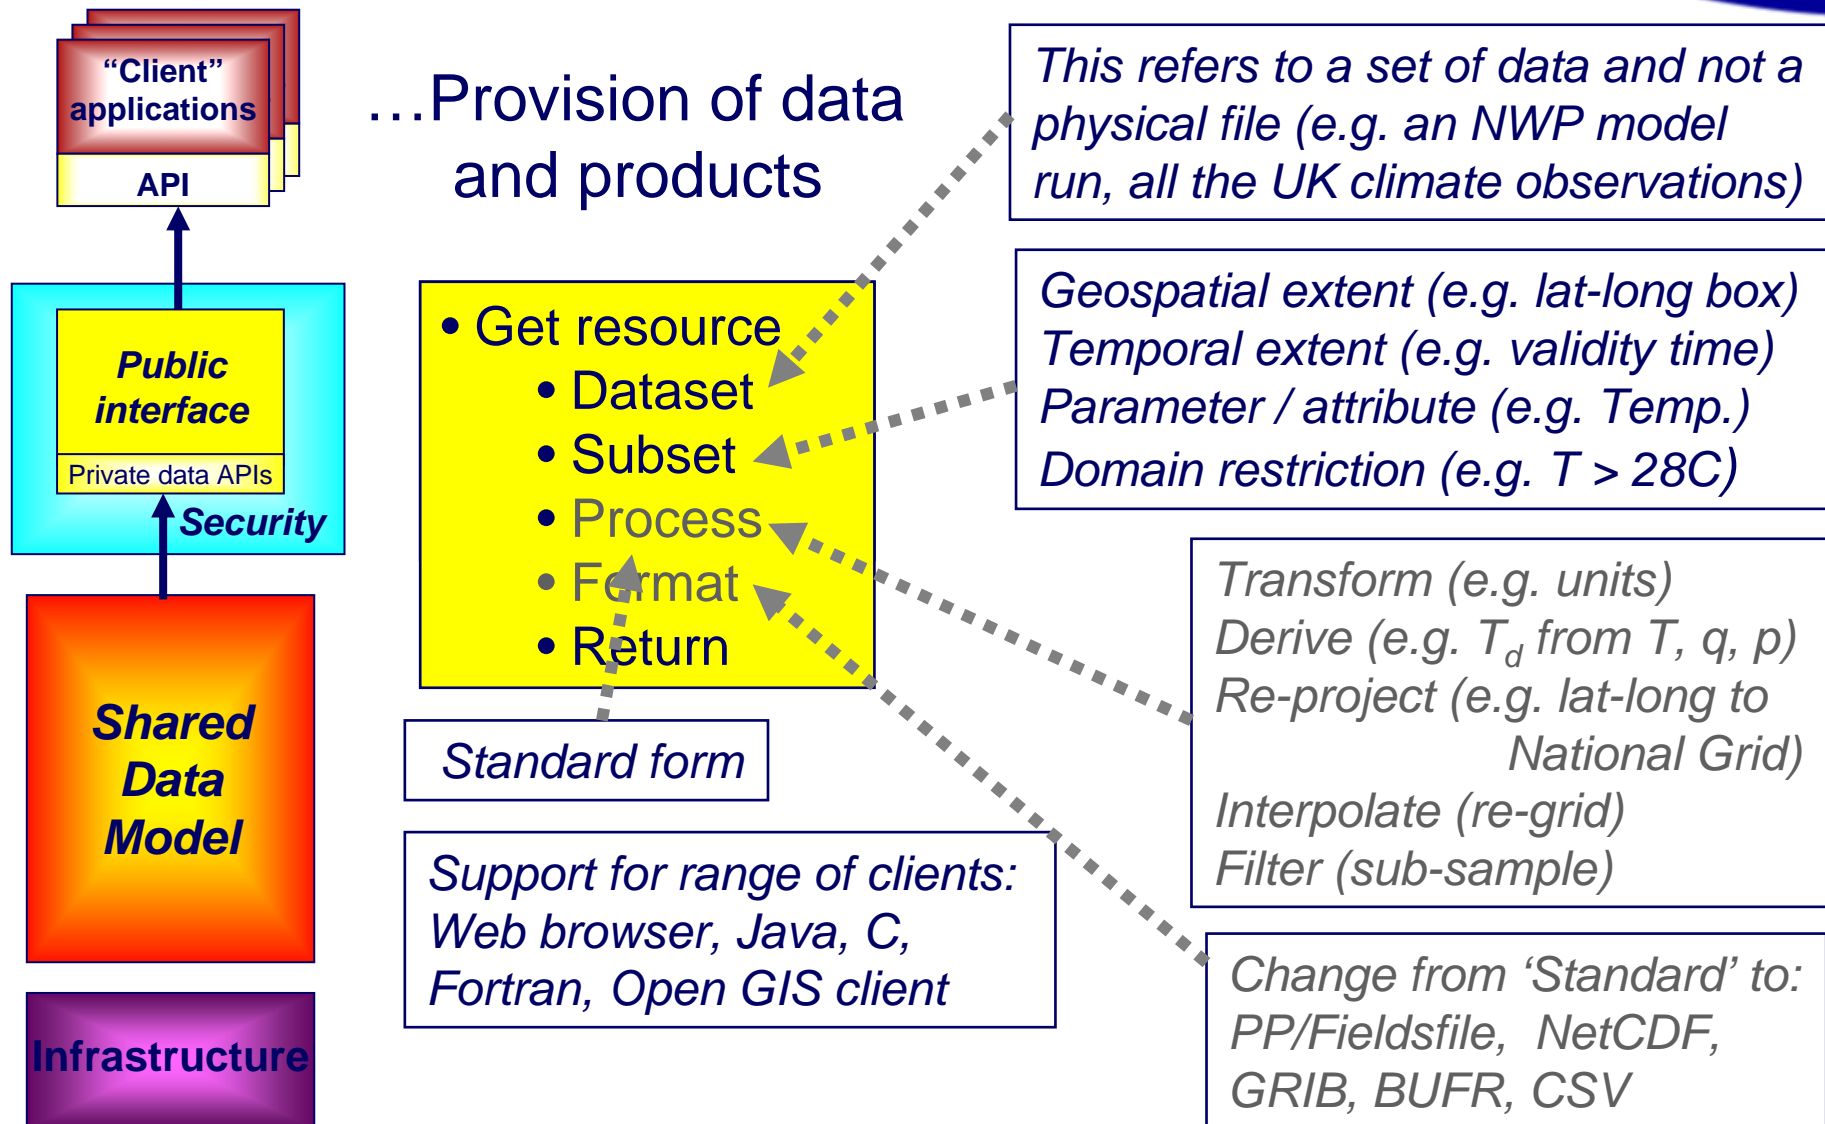 “Client”
applications
API
Public
interface
Private data APIs
Security
Shared
Data
Model
Infrastructure
…Provision of data
and products
• Get resource
• Dataset
• Subset
• Process
• Format
• Return
Standard form
Support for range of clients:
Web browser, Java, C,
Fortran, Open GIS client
This refers to a set of data and not a
physical file (e.g. an NWP model
run, all the UK climate observations)
Geospatial extent (e.g. lat-long box)
Temporal extent (e.g. validity time)
Parameter / attribute (e.g. Temp.)
Domain restriction (e.g. T > 28C)
Transform (e.g. units)
Derive (e.g. Td from T, q, p)
Re-project (e.g. lat-long to
National Grid)
Interpolate (re-grid)
Filter (sub-sample)
Change from ‘Standard’ to:
PP/Fieldsfile, NetCDF,
GRIB, BUFR, CSV